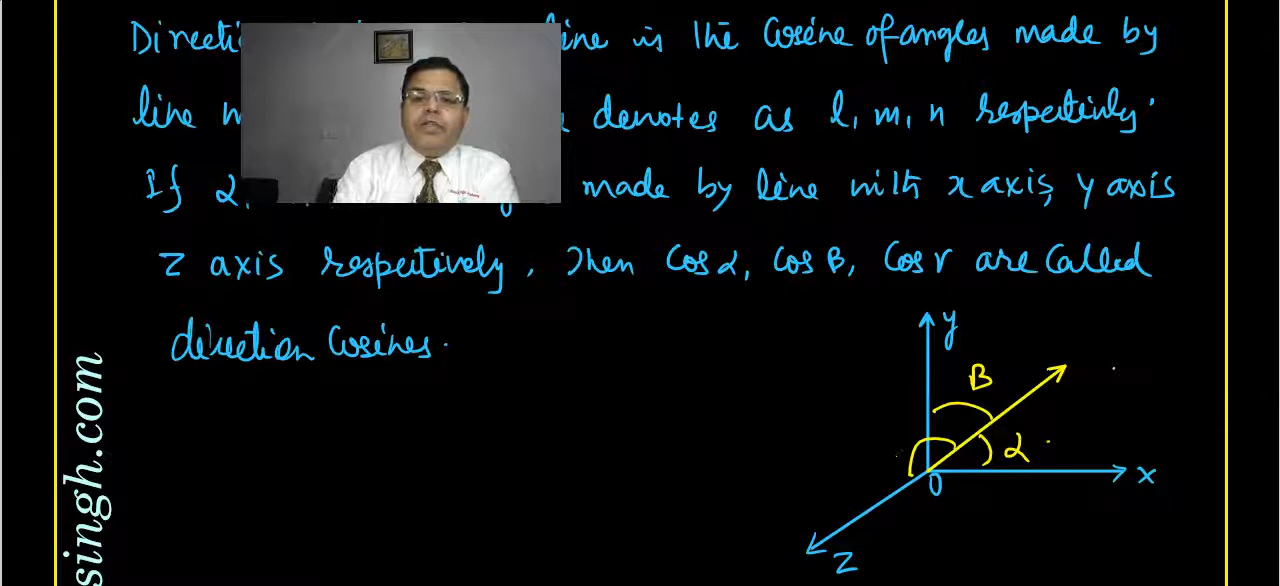 Directi line is the Cosine of angles made by
line denotes as l, m, n respectively.
If α, made by line with x axis, y axis
z axis respectively, Then Cos α, Cos β, Cos γ are called
direction Cosines.
y
β
α
O
x
z
singh.com